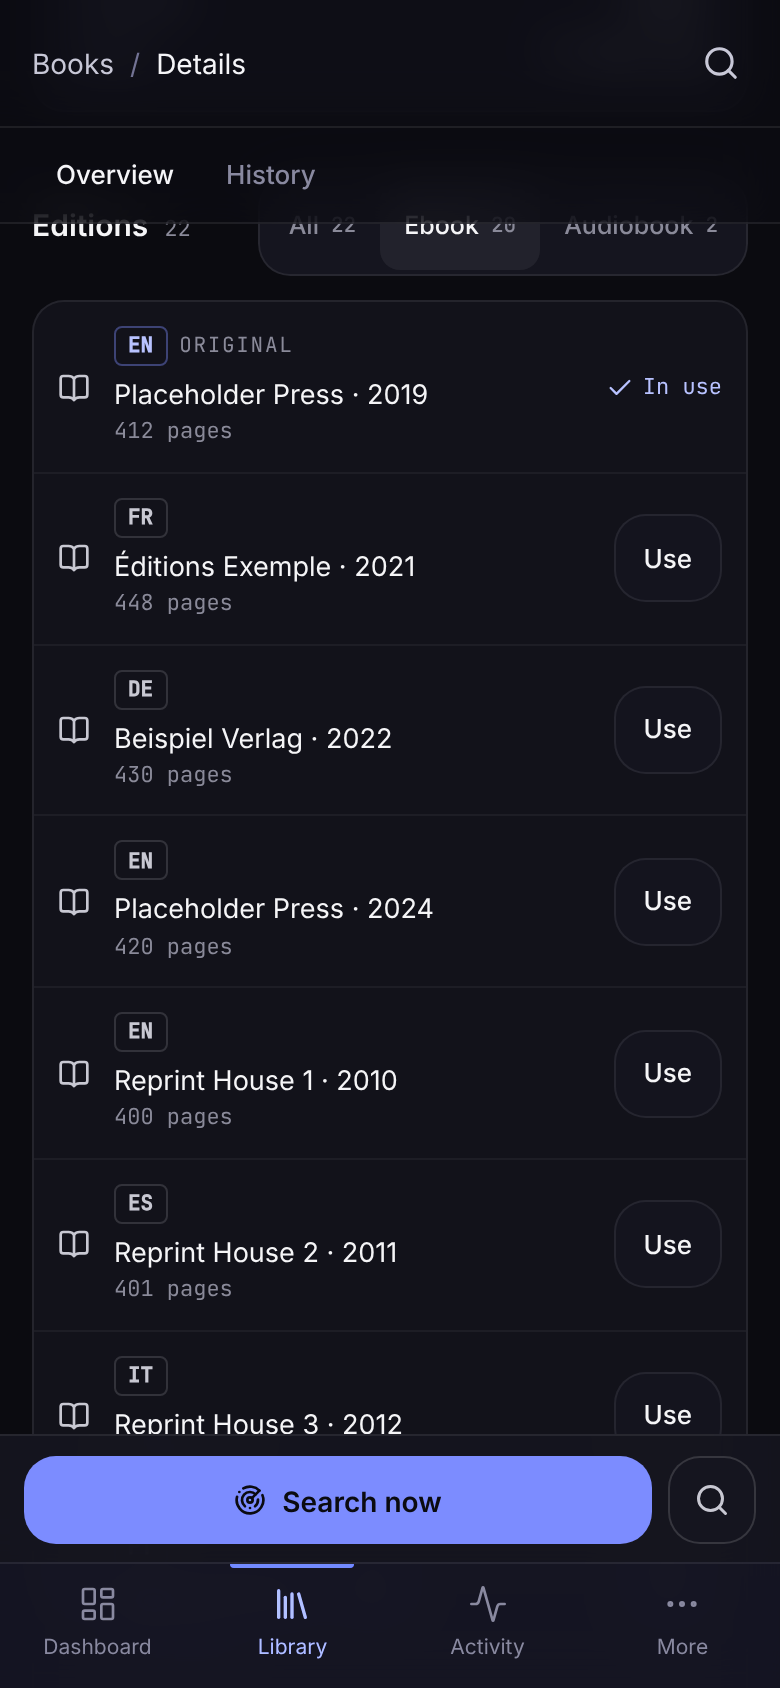 Books / Details
Overview History
Editions 22 All 22 Ebook 20 Audiobook 2
EN ORIGINAL
Placeholder Press · 2019
412 pages
In use
FR
Éditions Exemple · 2021
448 pages
Use
DE
Beispiel Verlag · 2022
430 pages
Use
EN
Placeholder Press · 2024
420 pages
Use
EN
Reprint House 1 · 2010
400 pages
Use
ES
Reprint House 2 · 2011
401 pages
Use
IT
Reprint House 3 · 2012
Use
Search now
Dashboard Library Activity More